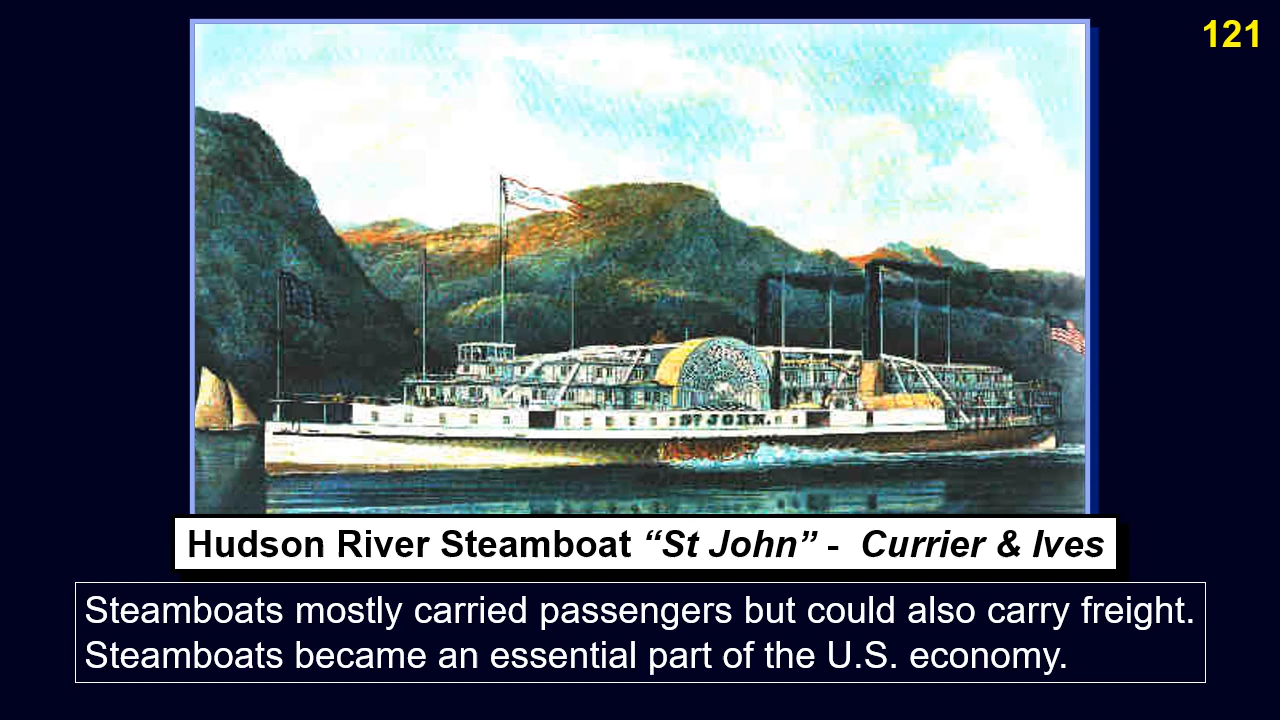 121
ST JOHN.
Hudson River Steamboat “St John” - Currier & Ives
Steamboats mostly carried passengers but could also carry freight.
Steamboats became an essential part of the U.S. economy.